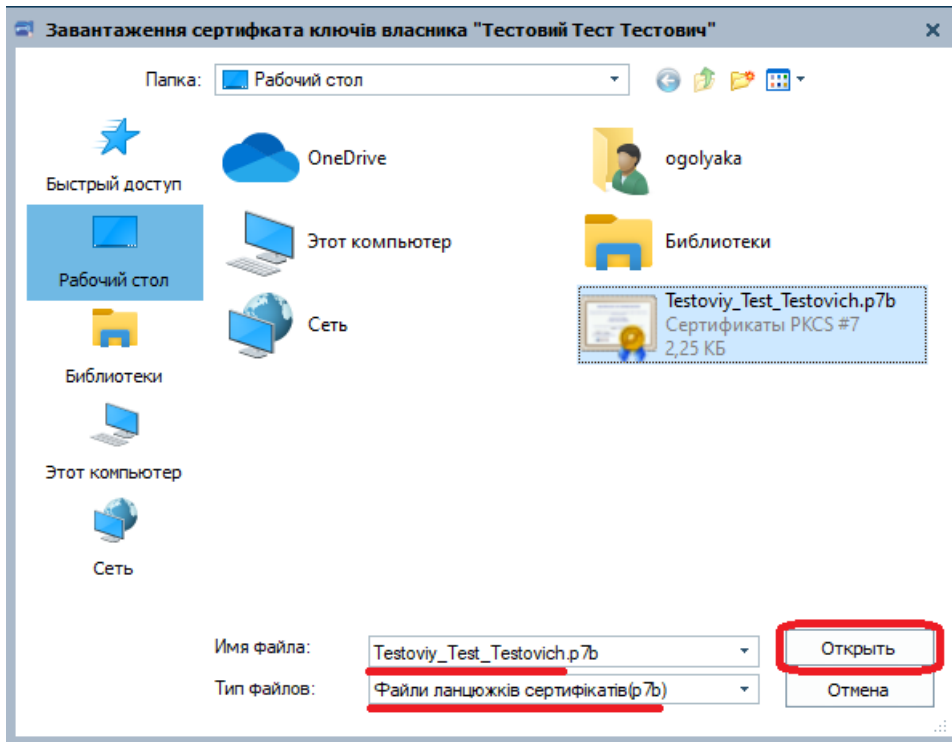 Завантаження сертифката ключів власника "Тестовий Тест Тестович"
Папка:
Рабочий стол
Быстрый доступ
Рабочий стол
Библиотеки
Этот компьютер
Сеть
OneDrive
ogolyaka
Этот компьютер
Библиотеки
Сеть
Testoviy_Test_Testovich.p7b
Сертификаты PKCS #7
2,25 КБ
Имя файла:
Testoviy_Test_Testovich.p7b
Открыть
Тип файлов:
Файли ланцюжків сертифікатів(p7b)
Отмена